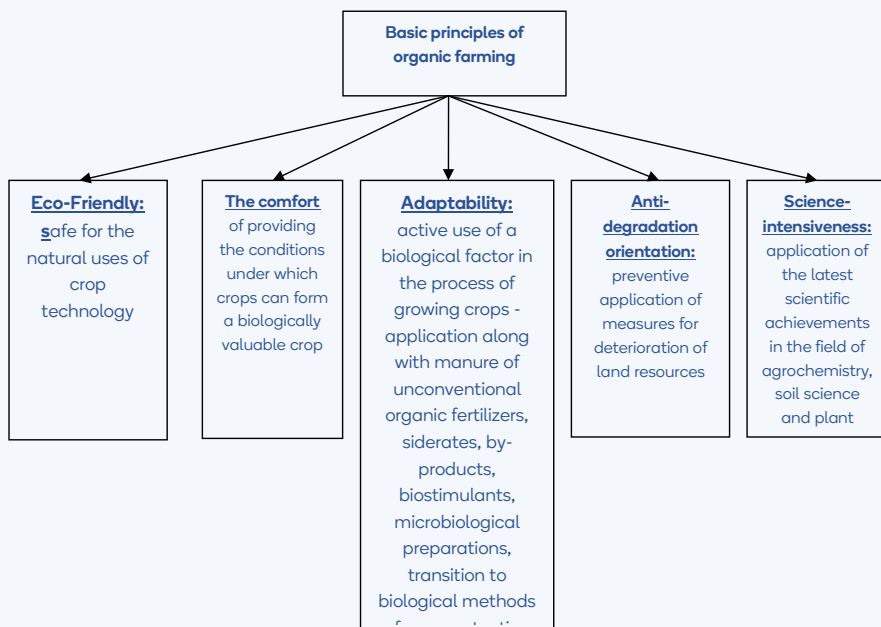 Basic principles of
organic farming
Eco-Friendly:
safe for the
natural uses of
crop
technology
The comfort
of providing
the conditions
under which
crops can form
a biologically
valuable crop
Adaptability:
active use of a
biological factor in
the process of
growing crops -
application along
with manure of
unconventional
organic fertilizers,
siderates, by-
products,
biostimulants,
microbiological
preparations,
transition to
biological methods
Anti-
degradation
orientation:
preventive
application of
measures for
deterioration of
land resources
Science-
intensiveness:
application of
the latest
scientific
achievements
in the field of
agrochemistry,
soil science
and plant